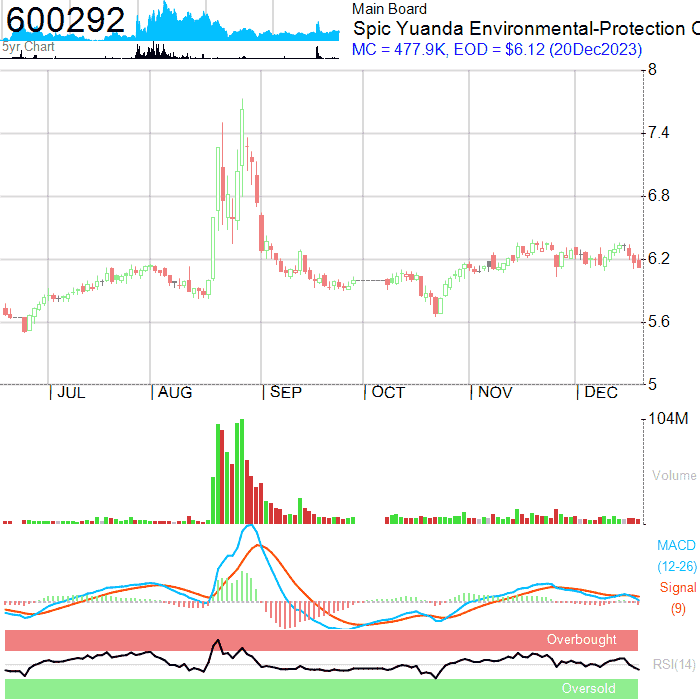 600292
5yr Chart
Main Board
Spic Yuanda Environmental-Protection C
MC = 477.9K, EOD = $6.12 (20Dec2023)
8
7.4
6.8
6.2
5.6
5
JUL
AUG
SEP
OCT
NOV
DEC
104M
Volume
MACD
(12-26)
Signal
(9)
Overbought
RSI(14)
Oversold